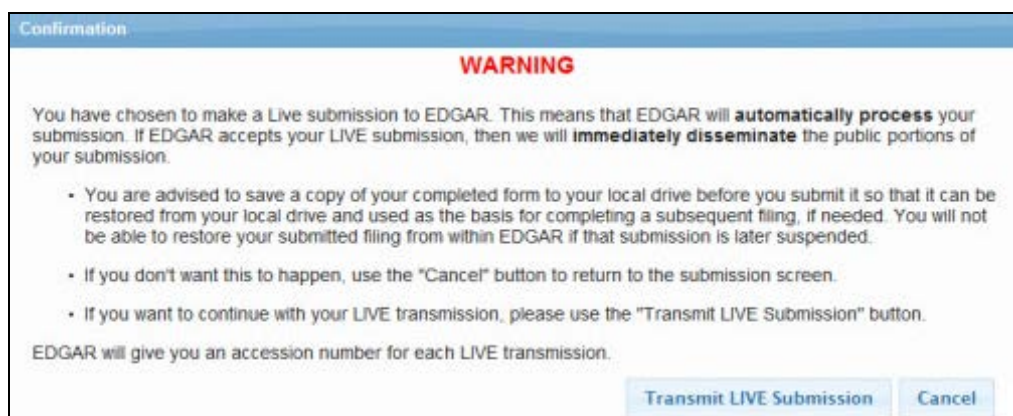 Confirmation
WARNING
You have chosen to make a Live submission to EDGAR. This means that EDGAR will automatically process your
submission. If EDGAR accepts your LIVE submission, then we will immediately disseminate the public portions of
your submission.
• You are advised to save a copy of your completed form to your local drive before you submit it so that it can be
restored from your local drive and used as the basis for completing a subsequent filing, if needed. You will not
be able to restore your submitted filing from within EDGAR if that submission is later suspended.
• If you don't want this to happen, use the "Cancel" button to return to the submission screen.
• If you want to continue with your LIVE transmission, please use the "Transmit LIVE Submission" button.
EDGAR will give you an accession number for each LIVE transmission.
Transmit LIVE Submission Cancel